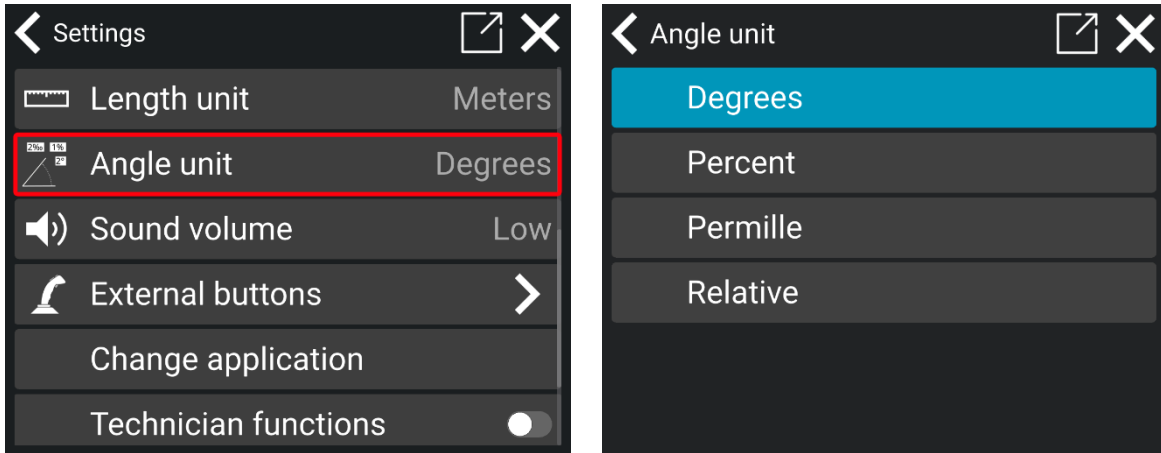 Settings
Length unit Meters
2‰ 1%
2°
Angle unit Degrees
Sound volume Low
External buttons
Change application
Technician functions
Angle unit
Degrees
Percent
Permille
Relative